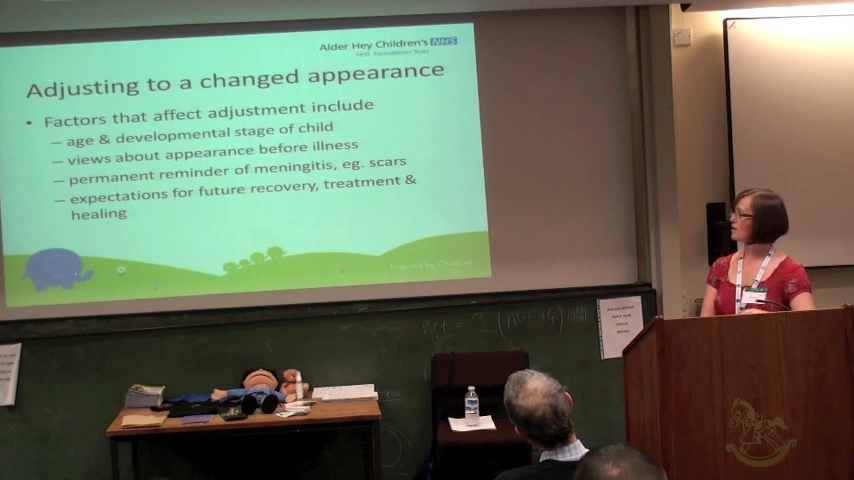 Alder Hey Children's NHS
NHS Foundation Trust
Adjusting to a changed appearance
• Factors that affect adjustment include
– age & developmental stage of child
– views about appearance before illness
– permanent reminder of meningitis, eg. scars
– expectations for future recovery, treatment &
healing
Inspired by Children